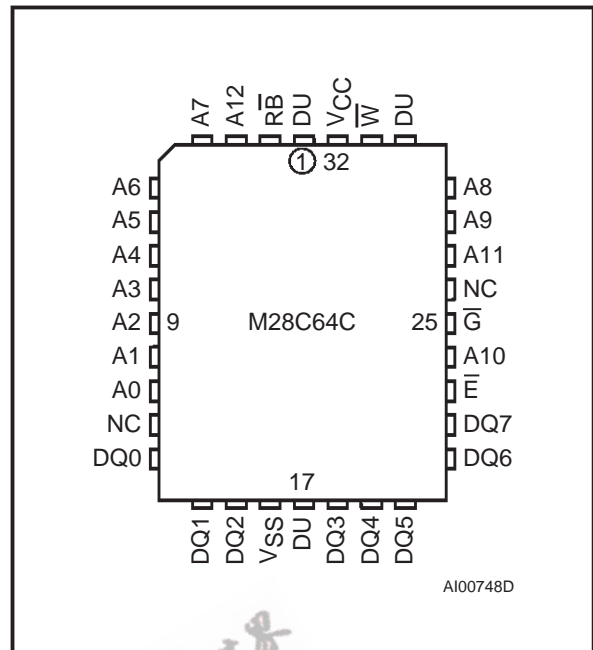 A7 A12 R̅B̅ DU VCC W̅ DU
1 32
A6 A8
A5 A9
A4 A11
A3 NC
A2 9 M28C64C 25 G̅
A1 A10
A0 E̅
NC DQ7
DQ0 DQ6
17
DQ1 DQ2 VSS DU DQ3 DQ4 DQ5
AI00748D